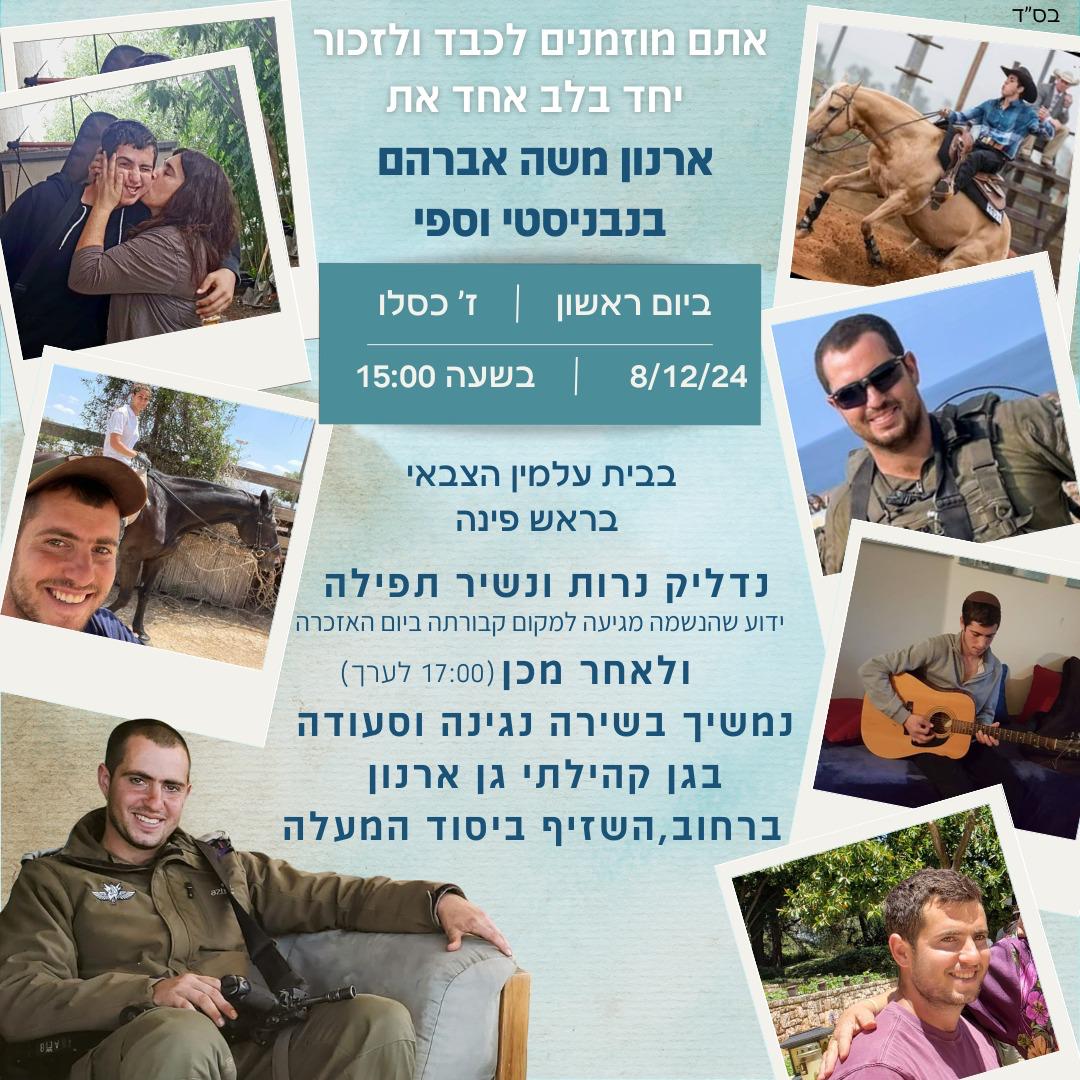 בס"ד
אתם מוזמנים לכבד ולזכור
יחד בלב אחד את
ארנון משה אברהם
בנבניסטי וספי
ביום ראשון | ז' כסלו
8/12/24 | בשעה 15:00
בבית עלמין הצבאי
בראש פינה
נדליק נרות ונשיר תפילה
ידוע שהנשמה מגיעה למקום קבורתה ביום האזכרה
ולאחר מכן (17:00 לערך)
נמשיך בשירה נגינה וסעודה
בגן קהילתי גן ארנון
ברחוב,השזיף ביסוד המעלה